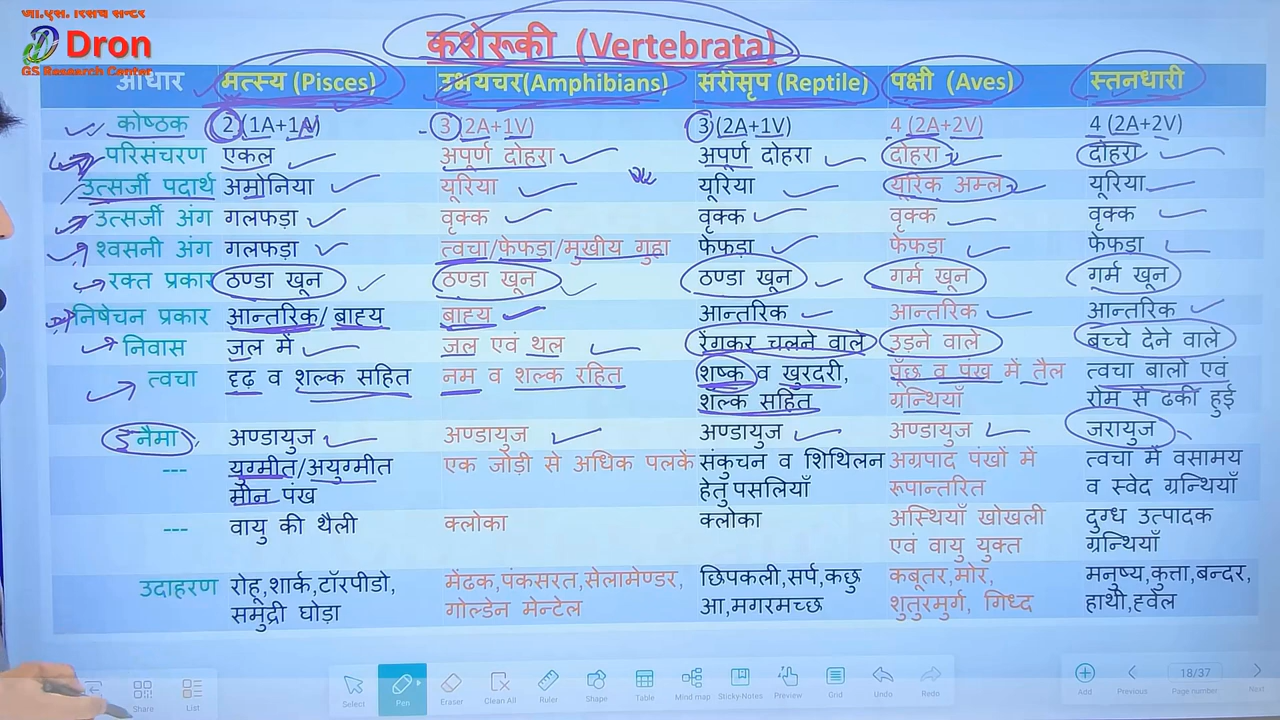 जी.एस. रिसर्च सेन्टर
Dron
GS Research Center
कशेरूकी (Vertebrata)
आधार मत्स्य (Pisces) उभयचर(Amphibians) सरीसृप (Reptile) पक्षी (Aves) स्तनधारी
कोष्ठक 2 (1A+1V) 3 (2A+1V) 3 (2A+1V) 4 (2A+2V) 4 (2A+2V)
परिसंचरण एकल अपूर्ण दोहरा अपूर्ण दोहरा दोहरा दोहरा
उत्सर्जी पदार्थ अमोनिया यूरिया यूरिया यूरिक अम्ल यूरिया
उत्सर्जी अंग गलफड़ा वृक्क वृक्क वृक्क वृक्क
श्वसनी अंग गलफड़ा त्वचा/फेफड़ा/मुखीय गुहा फेफड़ा फेफड़ा फेफडा
रक्त प्रकार ठण्डा खून ठण्डा खून ठण्डा खून गर्म खून गर्म खून
निषेचन प्रकार आन्तरिक/ बाह्य बाह्य आन्तरिक आन्तरिक आन्तरिक
निवास जल में जल एवं थल रेंगकर चलने वाले उड़ने वाले बच्चे देने वाले
त्वचा दृढ़ व शल्क सहित नम व शल्क रहित शष्क व खुरदरी, पूँछ व पंख में तैल त्वचा बालो एवं
शल्क सहित ग्रन्थियाँ रोम से ढकी हुई
नैमा अण्डायुज अण्डायुज अण्डायुज अण्डायुज जरायुज
--- युग्मीत/अयुग्मीत एक जोड़ी से अधिक पलकें संकुचन व शिथिलन अग्रपाद पंखों में त्वचा में वसामय
मीन पंख हेतु पसलियाँ रूपान्तरित व स्वेद ग्रन्थियाँ
--- वायु की थैली क्लोका क्लोका अस्थियाँ खोखली दुग्ध उत्पादक
एवं वायु युक्त ग्रन्थियाँ
उदाहरण रोहू,शार्क,टॉरपीडो, मेंढक,पंकसरत,सेलामेण्डर, छिपकली,सर्प,कछु कबूतर,मोर, मनुष्य,कुत्ता,बन्दर,
समुद्री घोड़ा गोल्डेन मेन्टेल आ,मगरमच्छ शुतुरमुर्ग, गिध्द हाथी,ह्वेल
Share List Select Pen Eraser Clean All Ruler Shape Table Mind map Sticky-Notes Preview Grid Undo Redo Add Previous 18/37 Next
Page number